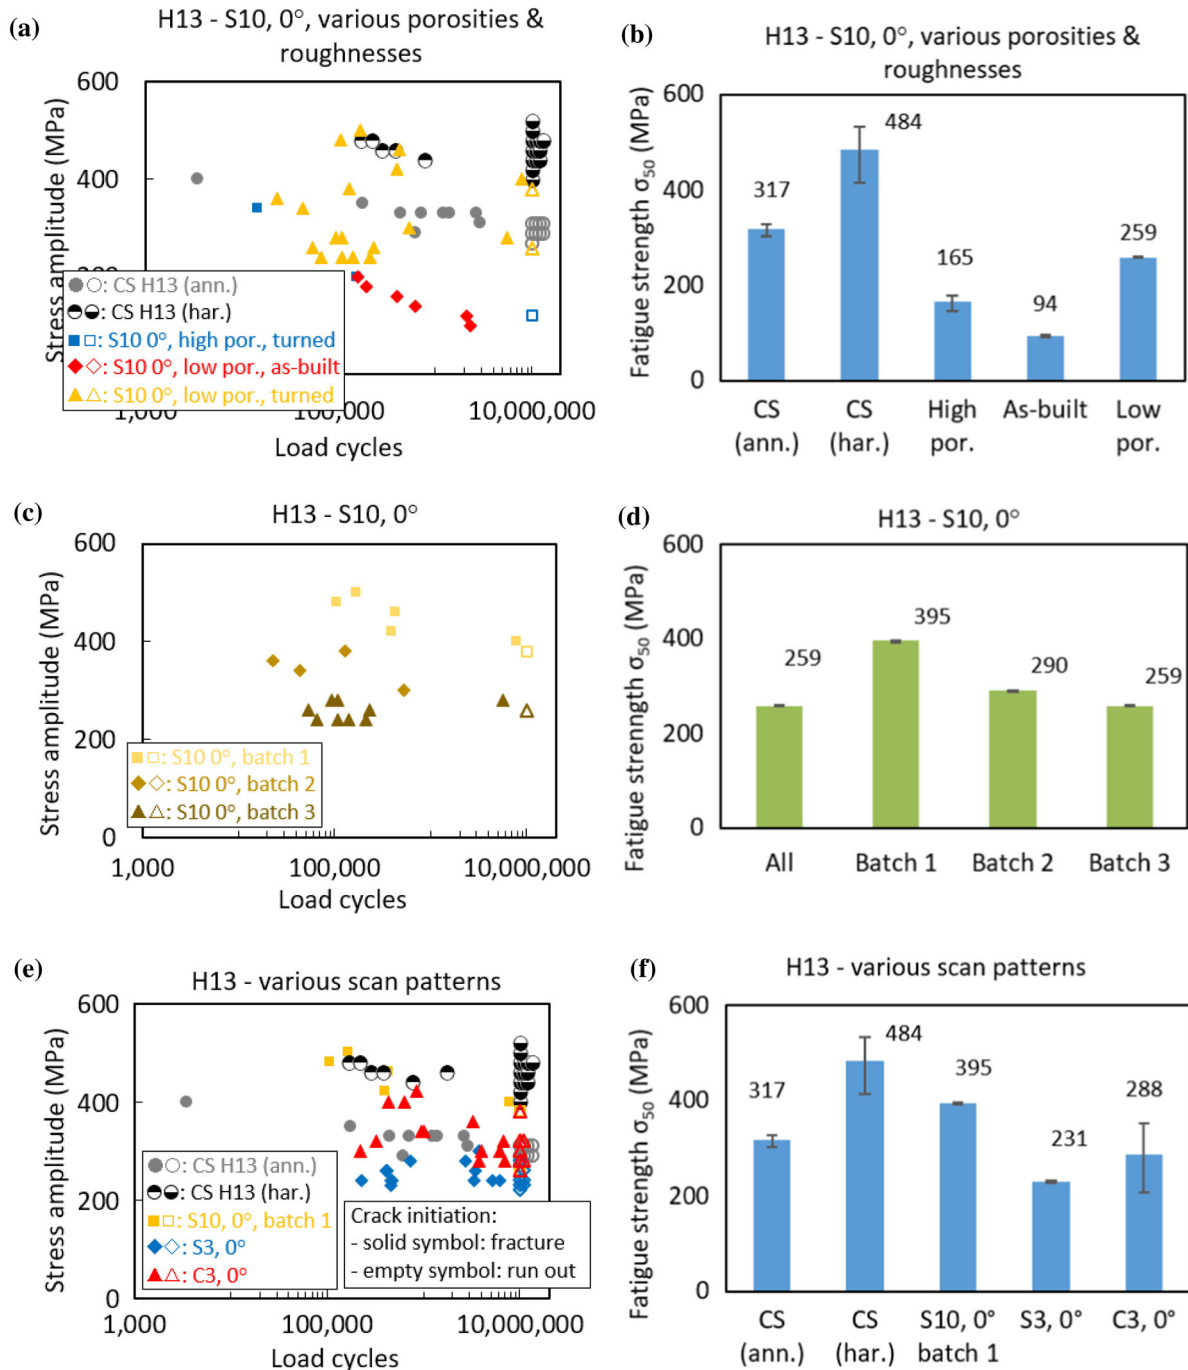 (a)
H13 - S10, 0°, various porosities &
roughnesses
600
400
Stress amplitude (MPa)
: CS H13 (ann.)
: CS H13 (har.)
: S10 0°, high por., turned
: S10 0°, low por., as-built
: S10 0°, low por., turned
1,000
100,000
10,000,000
Load cycles
(b)
H13 - S10, 0°, various porosities &
roughnesses
600
400
200
0
Fatigue strength σ50 (MPa)
317
484
165
94
259
CS
(ann.)
CS
(har.)
High
por.
As-built
Low
por.
(c)
H13 - S10, 0°
600
400
200
0
Stress amplitude (MPa)
: S10 0°, batch 1
: S10 0°, batch 2
: S10 0°, batch 3
1,000
100,000
10,000,000
Load cycles
(d)
H13 - S10, 0°
600
400
200
0
Fatigue strength σ50 (MPa)
259
395
290
259
All
Batch 1
Batch 2
Batch 3
(e)
H13 - various scan patterns
600
400
200
0
Stress amplitude (MPa)
: CS H13 (ann.)
: CS H13 (har.)
: S10, 0°, batch 1
: S3, 0°
: C3, 0°
Crack initiation:
- solid symbol: fracture
- empty symbol: run out
1,000
100,000
10,000,000
Load cycles
(f)
H13 - various scan patterns
600
400
200
0
Fatigue strength σ50 (MPa)
317
484
395
231
288
CS
(ann.)
CS
(har.)
S10, 0°
batch 1
S3, 0°
C3, 0°